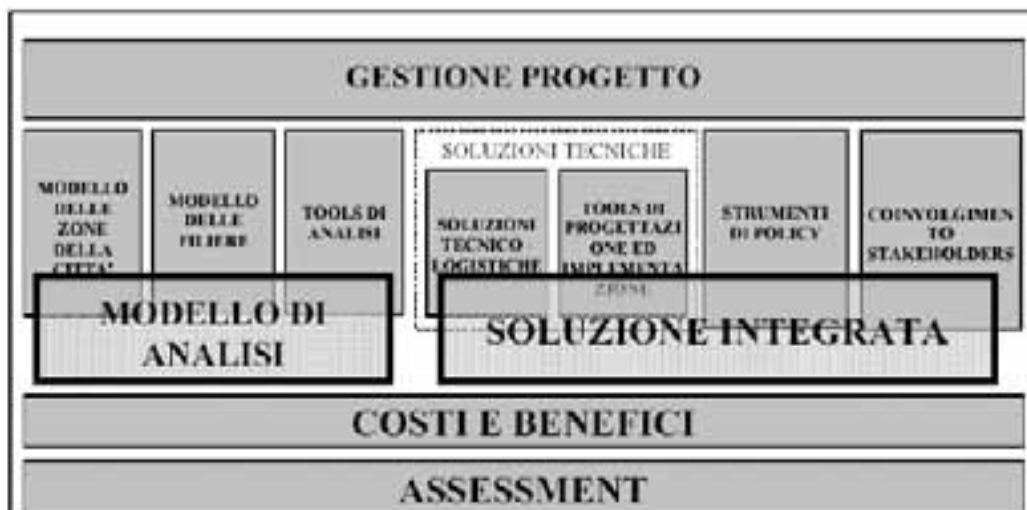 GESTIONE PROGETTO
MODELLO
DELLE
ZONE
DELLA
CITTA'
MODELLO
DELLE
FILIERE
TOOLS DI
ANALISI
SOLUZIONI TECNICHE
SOLUZIONI
TECNICO
LOGISTICHE
TOOLS DI
PROGETTAZI
ONE ED
IMPLEMENTA
ZIONE
STRUMENTI
DI POLICY
COINVOLGIMEN
TO
STAKEHOLDERS
MODELLO DI
ANALISI
SOLUZIONE INTEGRATA
COSTI E BENEFICI
ASSESSMENT